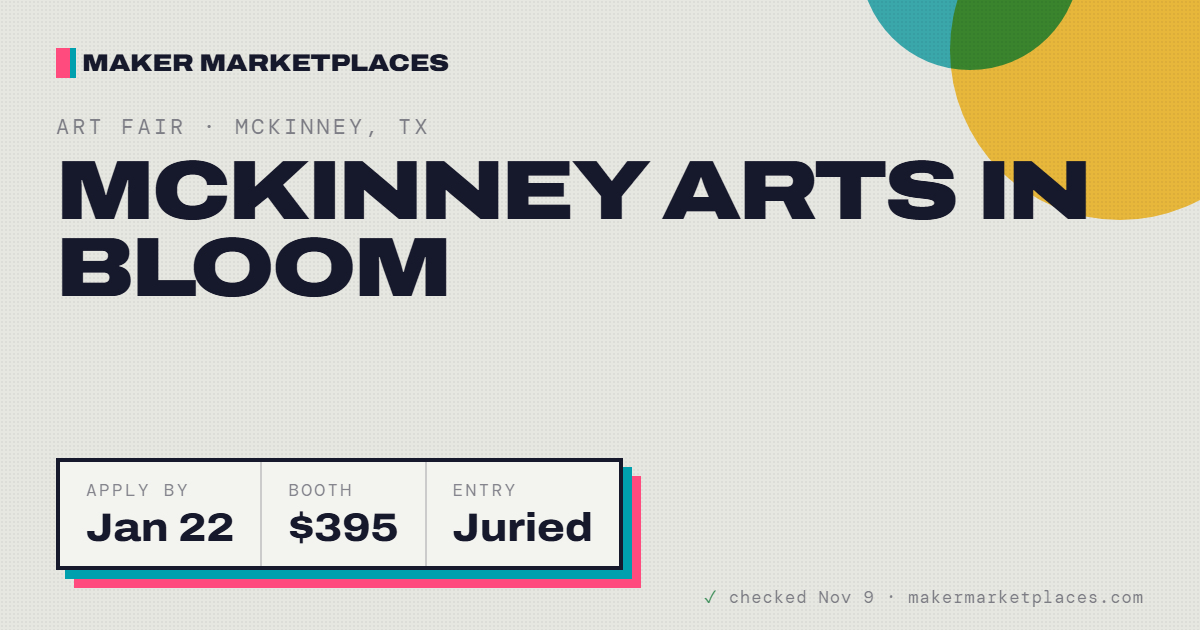 MAKER MARKETPLACES
ART FAIR · MCKINNEY, TX
MCKINNEY ARTS IN
BLOOM
APPLY BY
Jan 22
BOOTH
$395
ENTRY
Juried
✓ checked Nov 9 · makermarketplaces.com